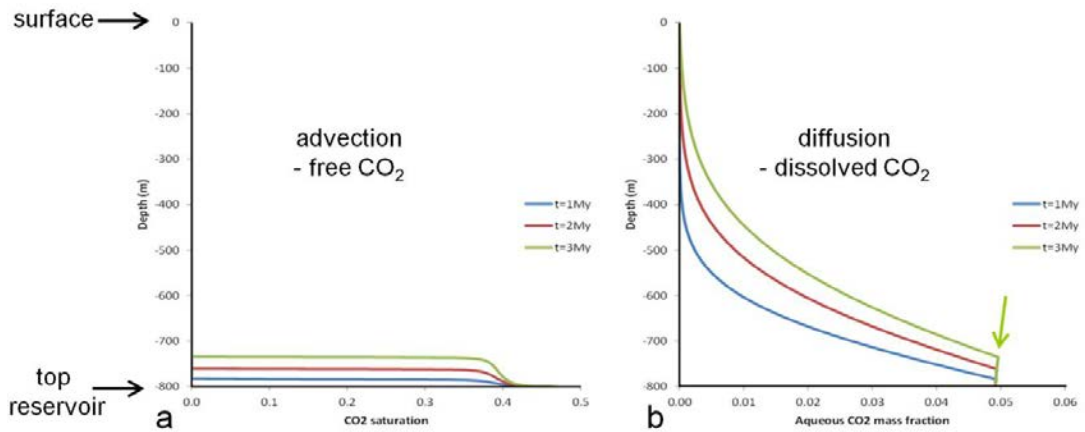 surface
0
-100
-200
-300
-400
-500
-600
-700
-800
Depth (m)
advection
- free CO₂
t=1My
t=2My
t=3My
top
reservoir
0.0 0.1 0.2 0.3 0.4 0.5
a
CO2 saturation
0
-100
-200
-300
-400
-500
-600
-700
-800
Depth (m)
diffusion
- dissolved CO₂
t=1My
t=2My
t=3My
0.00 0.01 0.02 0.03 0.04 0.05 0.06
b
Aqueous CO2 mass fraction